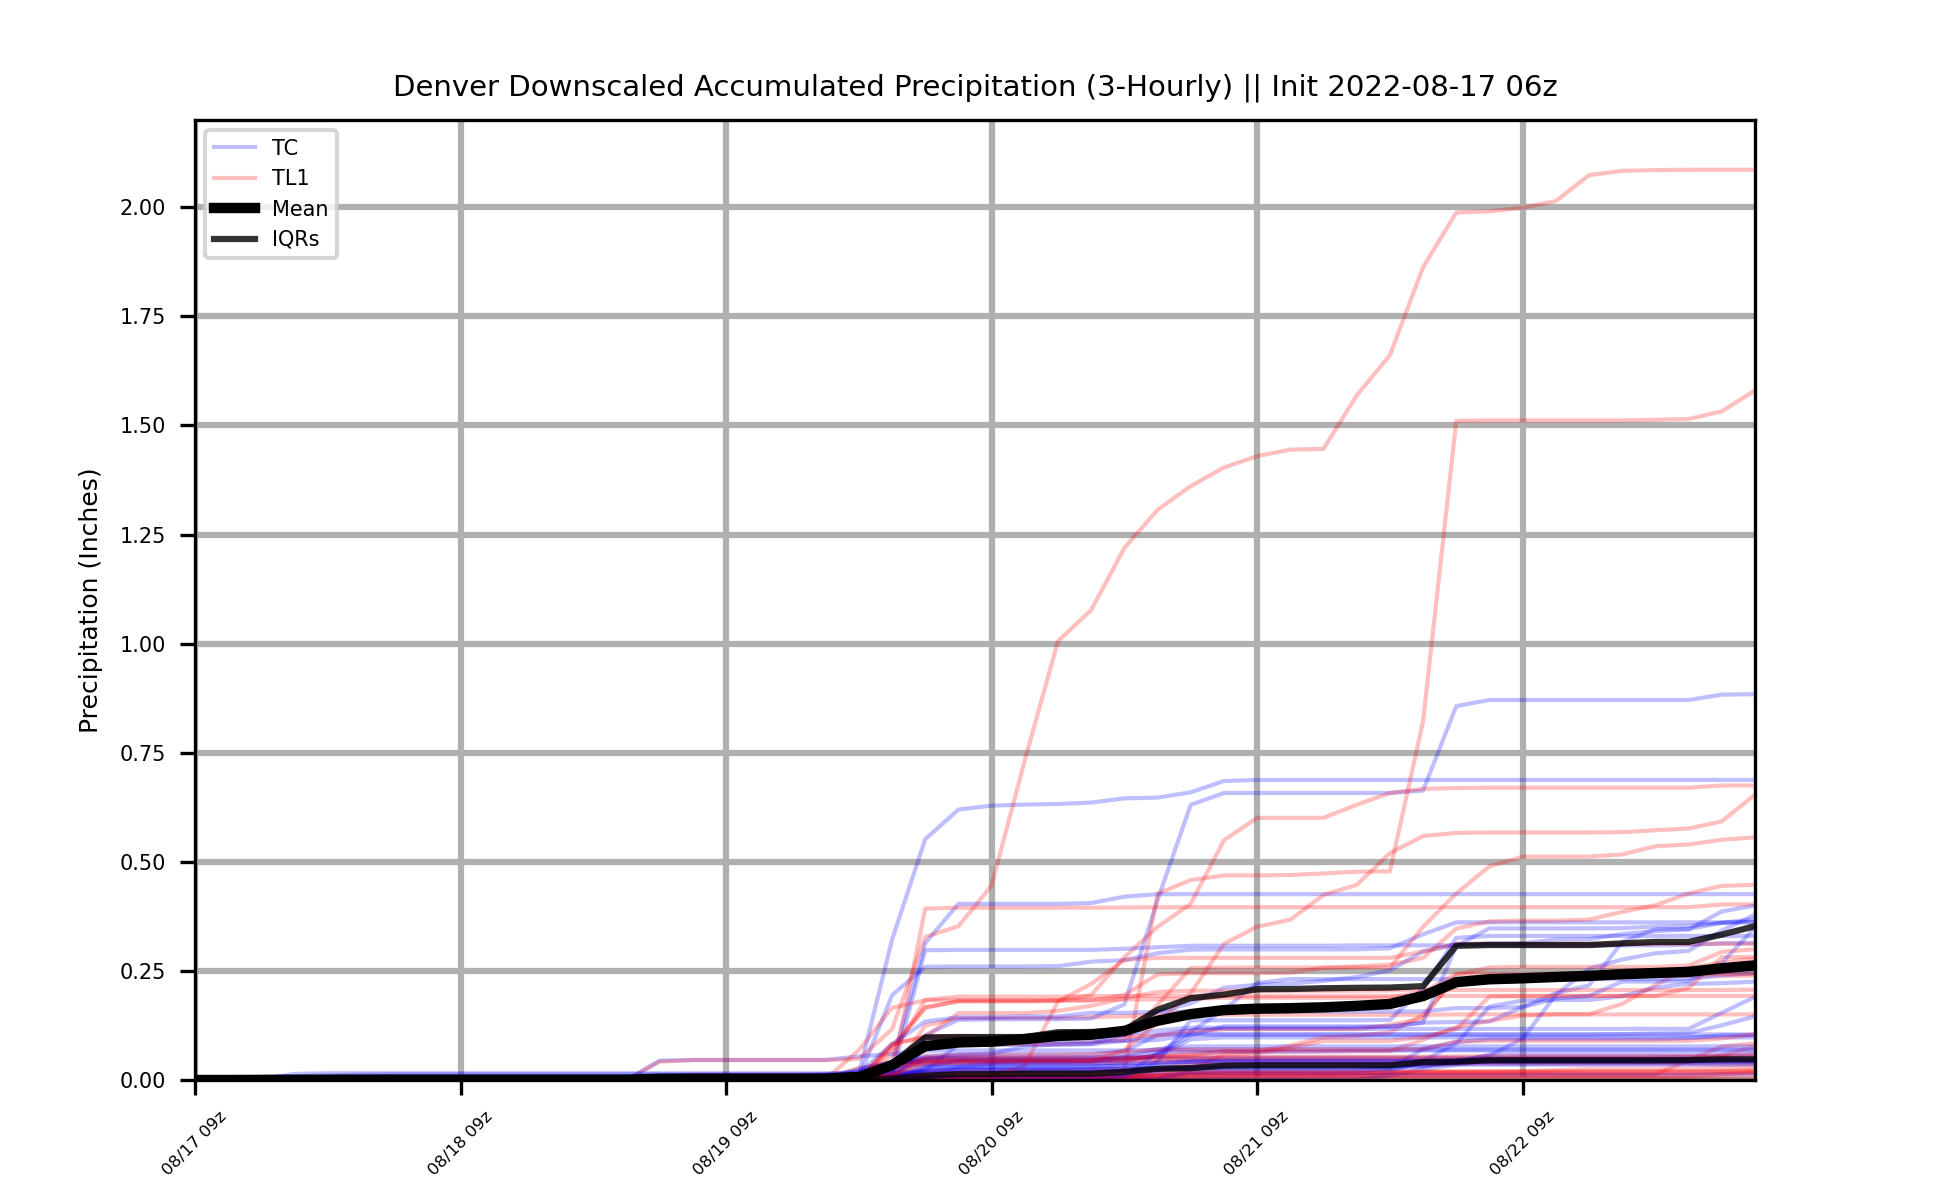 Denver Downscaled Accumulated Precipitation (3-Hourly) || Init 2022-08-17 06z
TC
TL1
Mean
IQRs
Precipitation (Inches)
2.00
1.75
1.50
1.25
1.00
0.75
0.50
0.25
0.00
08/17 09z
08/18 09z
08/19 09z
08/20 09z
08/21 09z
08/22 09z